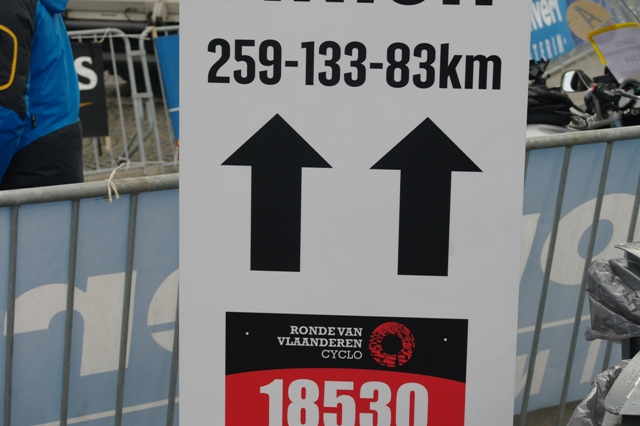 259-133-83km
RONDE VAN
VLAANDEREN
CYCLO
18530
A